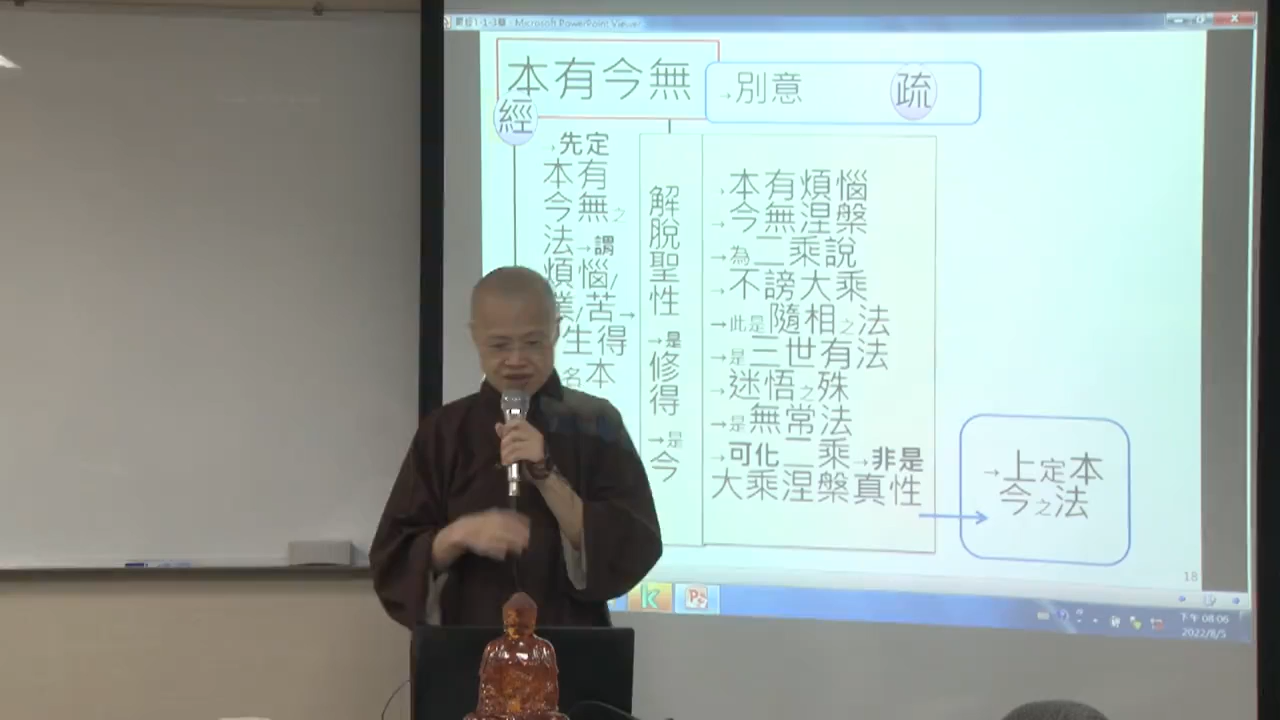 Microsoft PowerPoint Viewer
本有今無
→別意 疏
經
→先定
本有
今無之
法→謂
煩惱/
業/苦→
生得
名本
解脫聖性→是修得→是今
→本有煩惱
→今無涅槃
→為二乘說
→不謗大乘
→此是隨相之法
→是三世有法
→迷悟之殊
→是無常法
→可化二乘→非是
大乘涅槃真性
→上定本
今之法
18
下午 08:06
2022/8/5